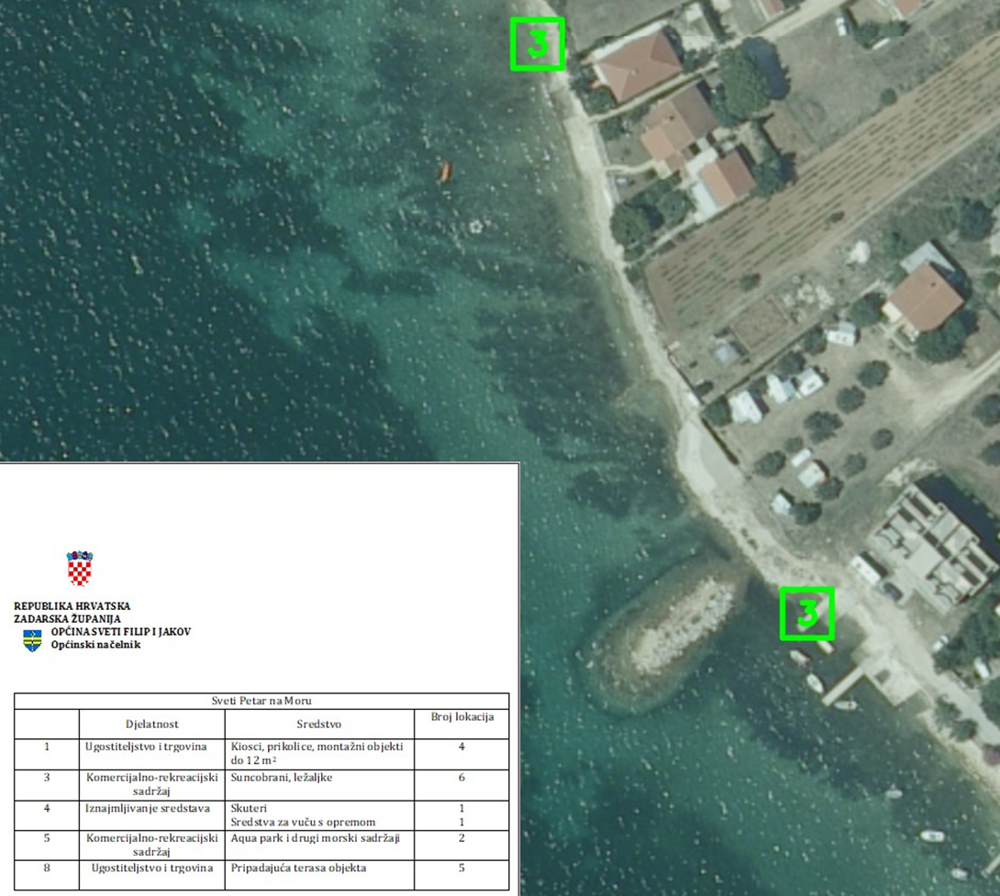 3
3
REPUBLIKA HRVATSKA
ZADARSKA ŽUPANIJA
OPĆINA SVETI FILIP I JAKOV
Općinski načelnik
Sveti Petar na Moru
Djelatnost Sredstvo Broj lokacija
1 Ugostiteljstvo i trgovina Kiosci, prikolice, montažni objekti 4
do 12 m²
3 Komercijalno-rekreacijski Suncobrani, ležaljke 6
sadržaj
4 Iznajmljivanje sredstava Skuteri 1
Sredstva za vuču s opremom 1
5 Komercijalno-rekreacijski Aqua park i drugi morski sadržaji 2
sadržaj
8 Ugostiteljstvo i trgovina Pripadajuća terasa objekta 5